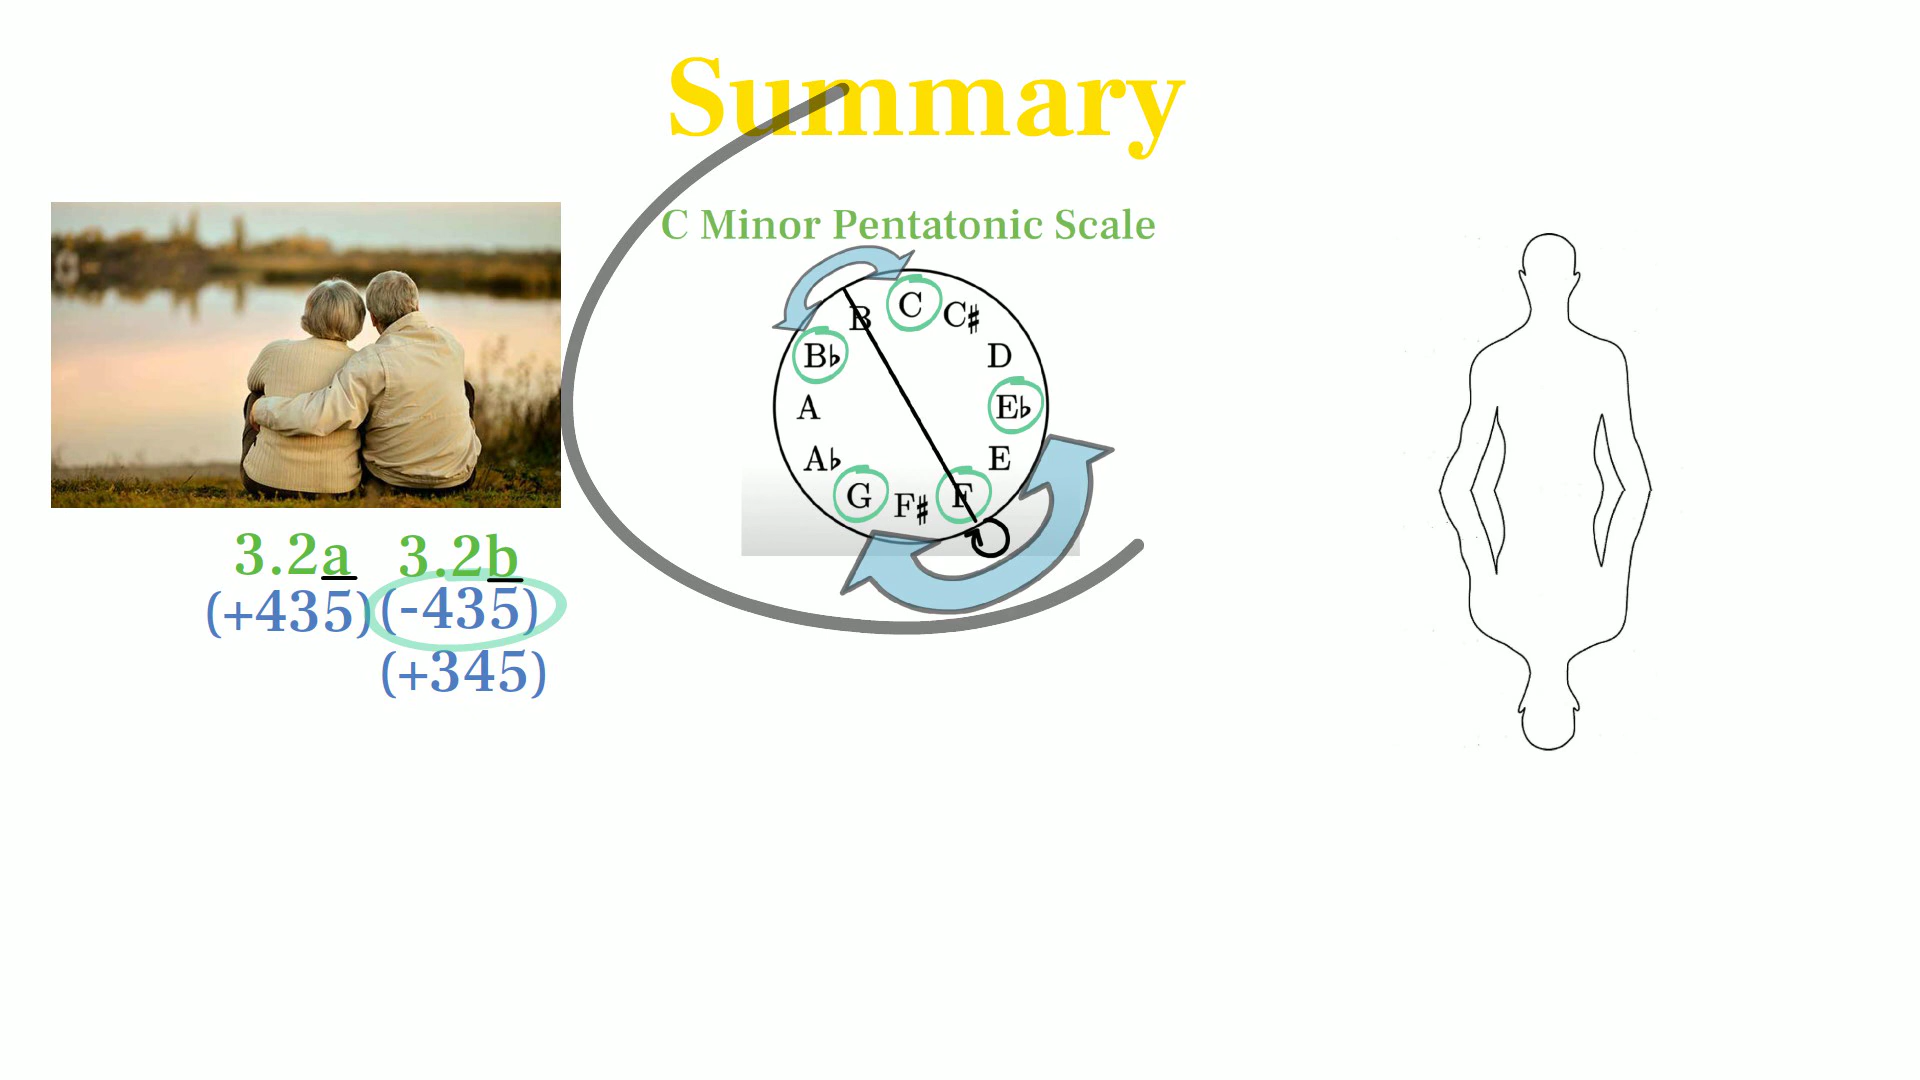 Summary
C Minor Pentatonic Scale
C
C♯
D
E♭
E
F
F♯
G
A♭
A
B♭
B
3.2a 3.2b
(+435) (-435)
(+345)